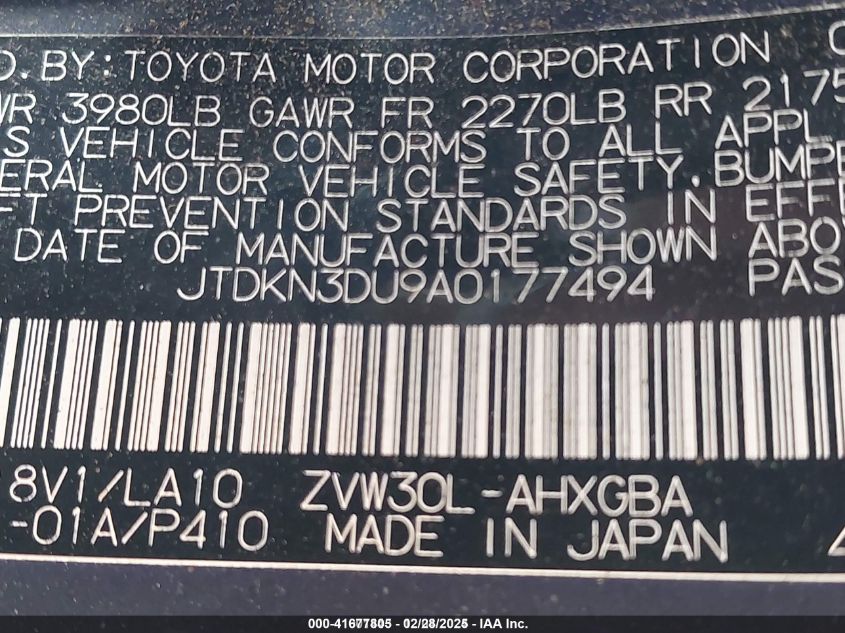 D. BY: TOYOTA MOTOR CORPORATION
WR 3980LB GAWR FR 2270LB RR 2175
S VEHICLE CONFORMS TO ALL APPL
ERAL MOTOR VEHICLE SAFETY, BUMPE
FT PREVENTION STANDARDS IN EFFE
DATE OF MANUFACTURE SHOWN ABOV
JTDKN3DU9A0177494 PAS
8V1/LA10 ZVW30L-AHXGBA
-01A/P410 MADE IN JAPAN
000-41677805 - 02/28/2025 - IAA Inc.